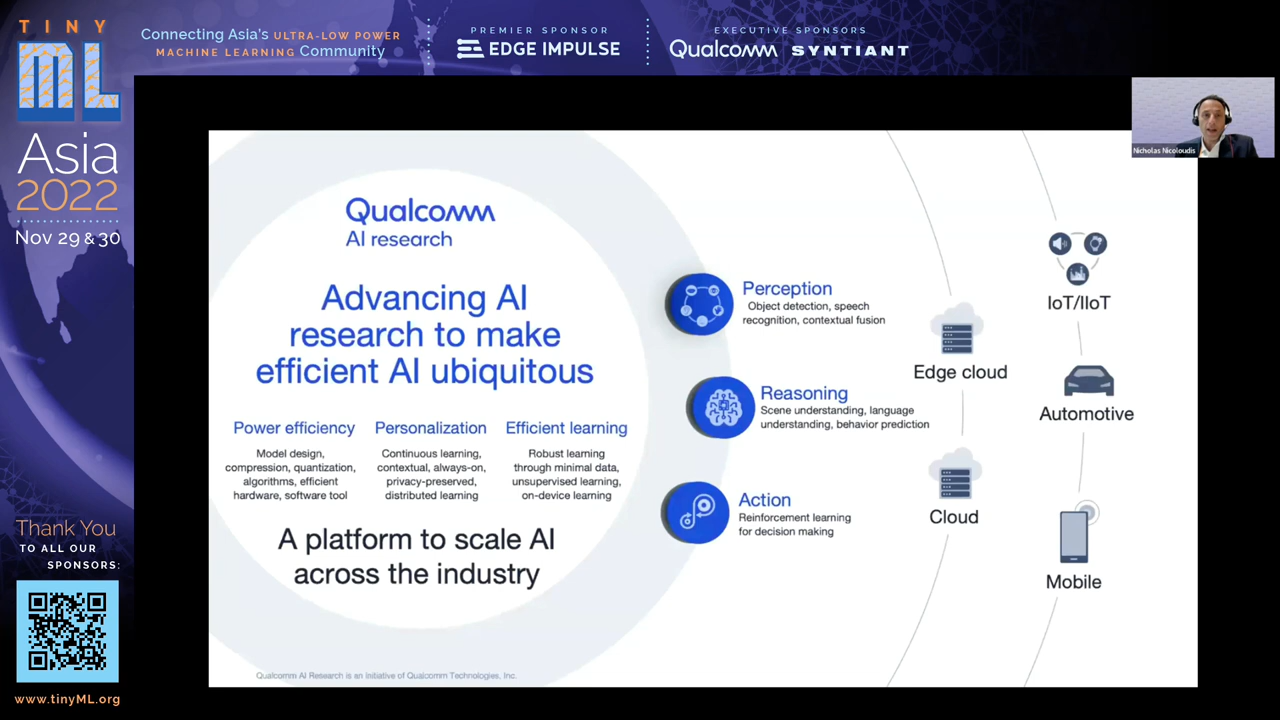 TINY
ML
Asia
2022
Nov 29 & 30
Connecting Asia's ULTRA-LOW POWER
MACHINE LEARNING Community
PREMIER SPONSOR
EDGE IMPULSE
EXECUTIVE SPONSORS
Qualcomm SYNTIANT
Nicholas Nicoloudis
Qualcomm
AI research
Advancing AI
research to make
efficient AI ubiquitous
Power efficiency
Model design,
compression, quantization,
algorithms, efficient
hardware, software tool
Personalization
Continuous learning,
contextual, always-on,
privacy-preserved,
distributed learning
Efficient learning
Robust learning
through minimal data,
unsupervised learning,
on-device learning
A platform to scale AI
across the industry
Perception
Object detection, speech
recognition, contextual fusion
Reasoning
Scene understanding, language
understanding, behavior prediction
Action
Reinforcement learning
for decision making
Edge cloud
Cloud
IoT/IIoT
Automotive
Mobile
Qualcomm AI Research is an initiative of Qualcomm Technologies, Inc.
Thank You
TO ALL OUR
SPONSORS:
www.tinyML.org